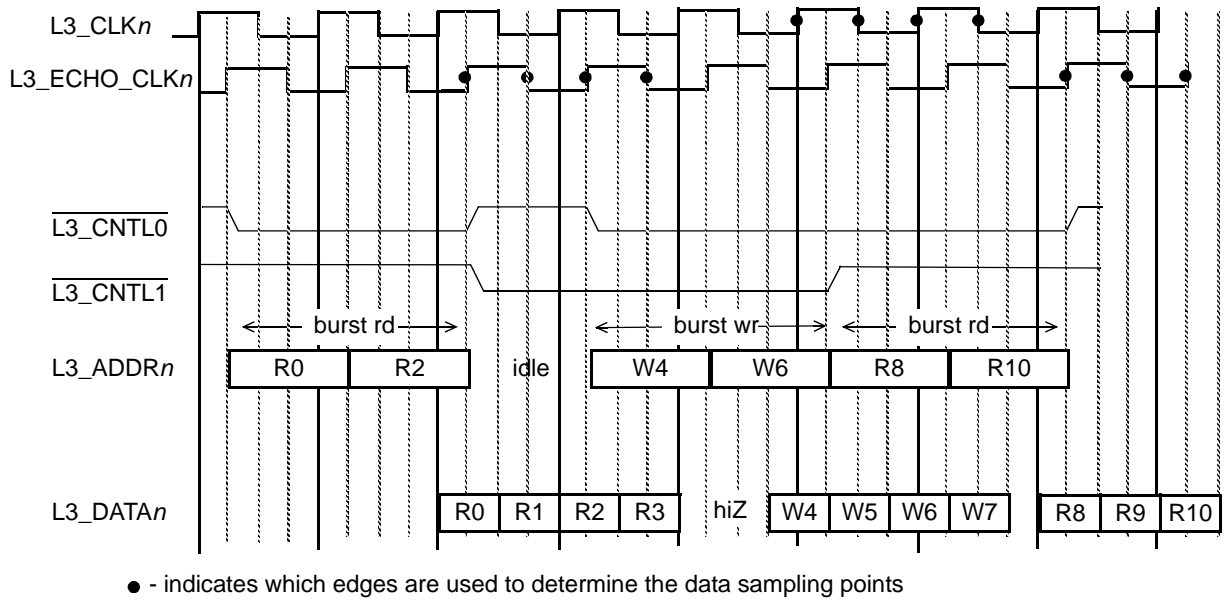 L3_CLKn
L3_ECHO_CLKn
L3_CNTL0
L3_CNTL1
burst rd burst wr burst rd
L3_ADDRn R0 R2 idle W4 W6 R8 R10
L3_DATAn R0 R1 R2 R3 hiZ W4 W5 W6 W7 R8 R9 R10
● - indicates which edges are used to determine the data sampling points